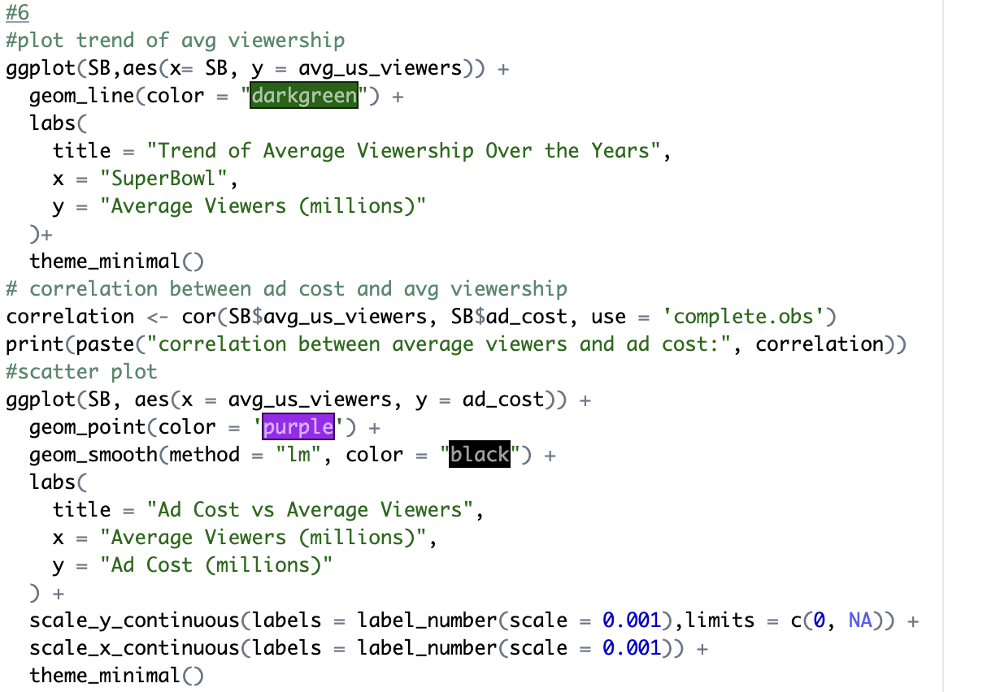 #6
#plot trend of avg viewership
ggplot(SB,aes(x= SB, y = avg_us_viewers)) +
  geom_line(color = "darkgreen") +
  labs(
    title = "Trend of Average Viewership Over the Years",
    x = "SuperBowl",
    y = "Average Viewers (millions)"
  )+
  theme_minimal()
# correlation between ad cost and avg viewership
correlation <- cor(SB$avg_us_viewers, SB$ad_cost, use = 'complete.obs')
print(paste("correlation between average viewers and ad cost:", correlation))
#scatter plot
ggplot(SB, aes(x = avg_us_viewers, y = ad_cost)) +
  geom_point(color = 'purple') +
  geom_smooth(method = "lm", color = "black") +
  labs(
    title = "Ad Cost vs Average Viewers",
    x = "Average Viewers (millions)",
    y = "Ad Cost (millions)"
  ) +
  scale_y_continuous(labels = label_number(scale = 0.001),limits = c(0, NA)) +
  scale_x_continuous(labels = label_number(scale = 0.001)) +
  theme_minimal()